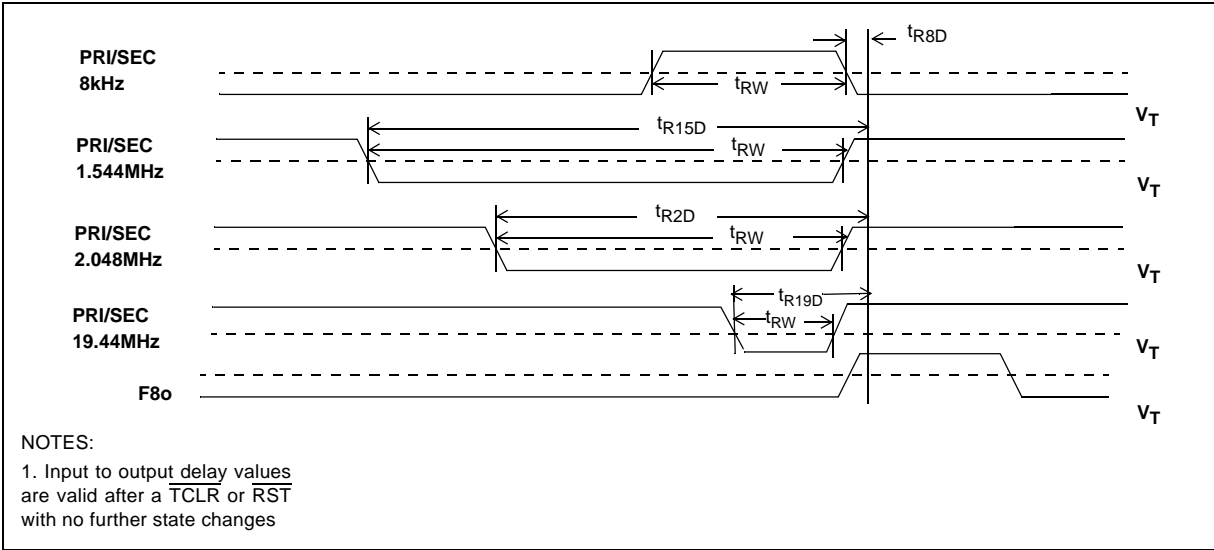 tR8D
PRI/SEC
8kHz
tRW
VT
tR15D
PRI/SEC
1.544MHz
tRW
VT
tR2D
PRI/SEC
2.048MHz
tRW
VT
tR19D
PRI/SEC
19.44MHz
tRW
VT
F8o
VT
NOTES:
1. Input to output delay values
are valid after a TCLR or RST
with no further state changes